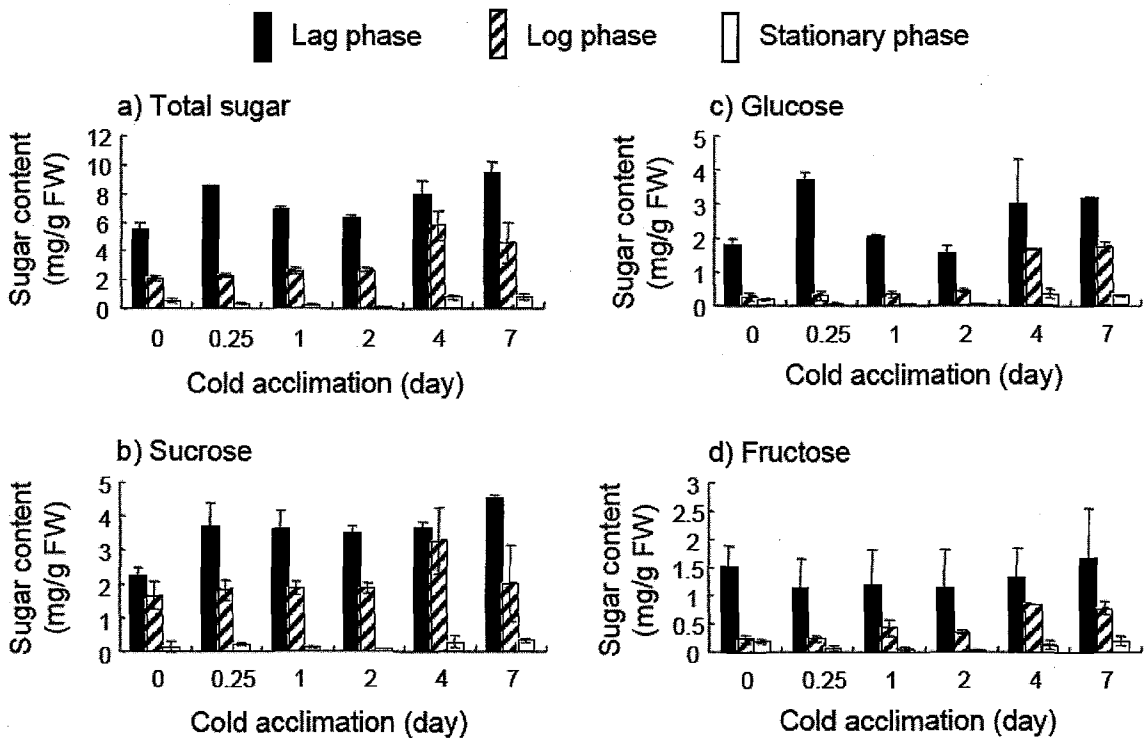 Lag phase Log phase Stationary phase
a) Total sugar
Sugar content
(mg/g FW)
12
10
8
6
4
2
0
0 0.25 1 2 4 7
Cold acclimation (day)
b) Sucrose
Sugar content
(mg/g FW)
5
4
3
2
1
0
0 0.25 1 2 4 7
Cold acclimation (day)
c) Glucose
Sugar content
(mg/g FW)
5
4
3
2
1
0
0 0.25 1 2 4 7
Cold acclimation (day)
d) Fructose
Sugar content
(mg/g FW)
3
2.5
2
1.5
1
0.5
0
0 0.25 1 2 4 7
Cold acclimation (day)